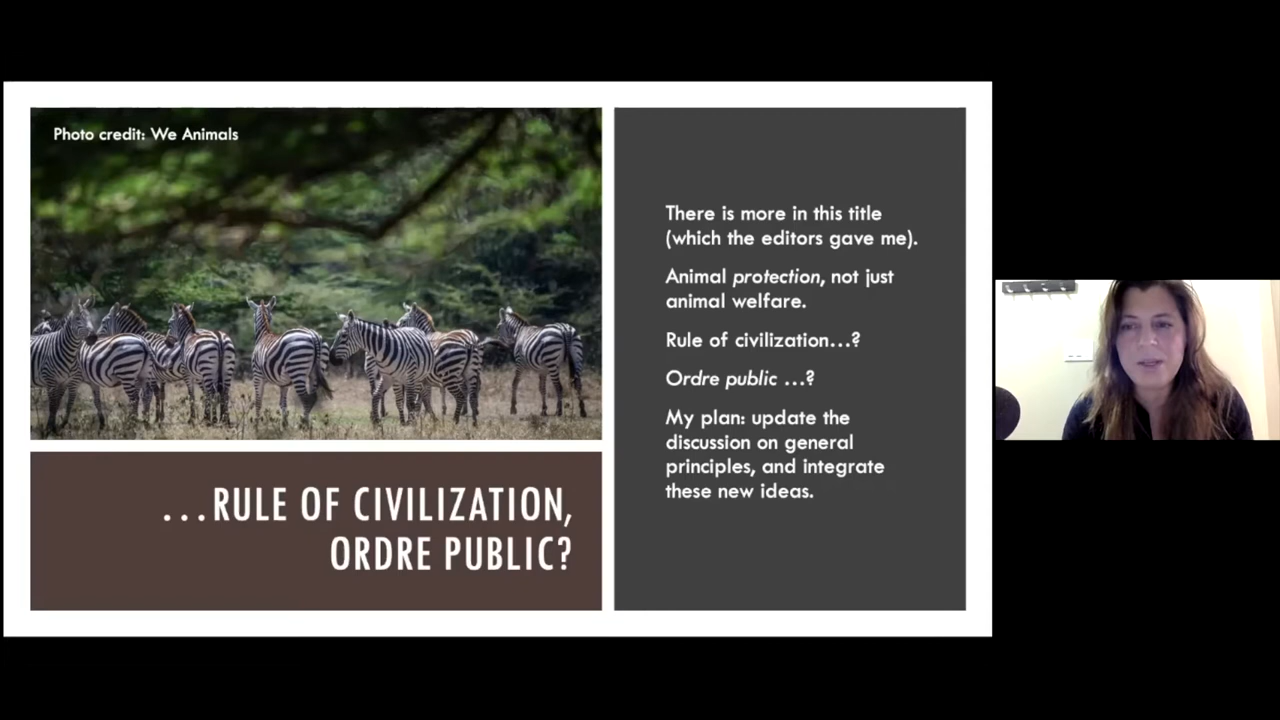 Photo credit: We Animals
…RULE OF CIVILIZATION,
ORDRE PUBLIC?
There is more in this title
(which the editors gave me).
Animal protection, not just
animal welfare.
Rule of civilization…?
Ordre public …?
My plan: update the
discussion on general
principles, and integrate
these new ideas.